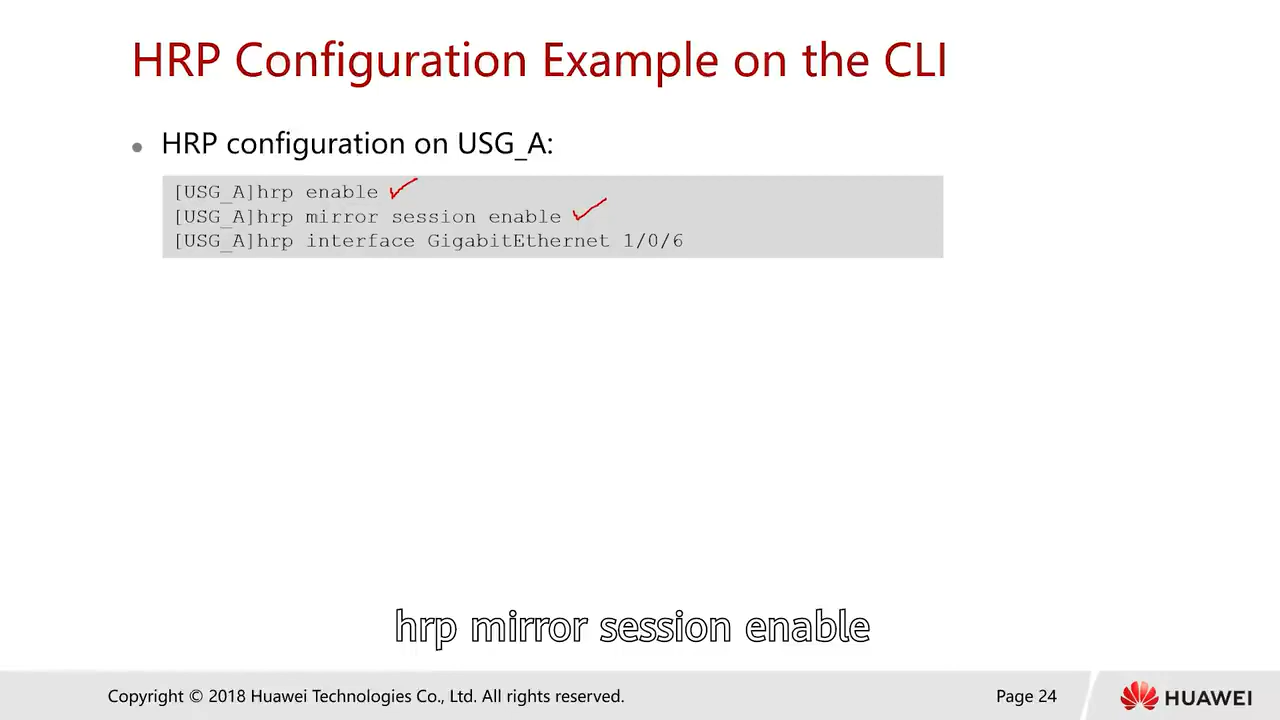 HRP Configuration Example on the CLI
• HRP configuration on USG_A:
[USG_A]hrp enable
[USG_A]hrp mirror session enable
[USG_A]hrp interface GigabitEthernet 1/0/6
hrp mirror session enable
Copyright © 2018 Huawei Technologies Co., Ltd. All rights reserved.
Page 24
HUAWEI